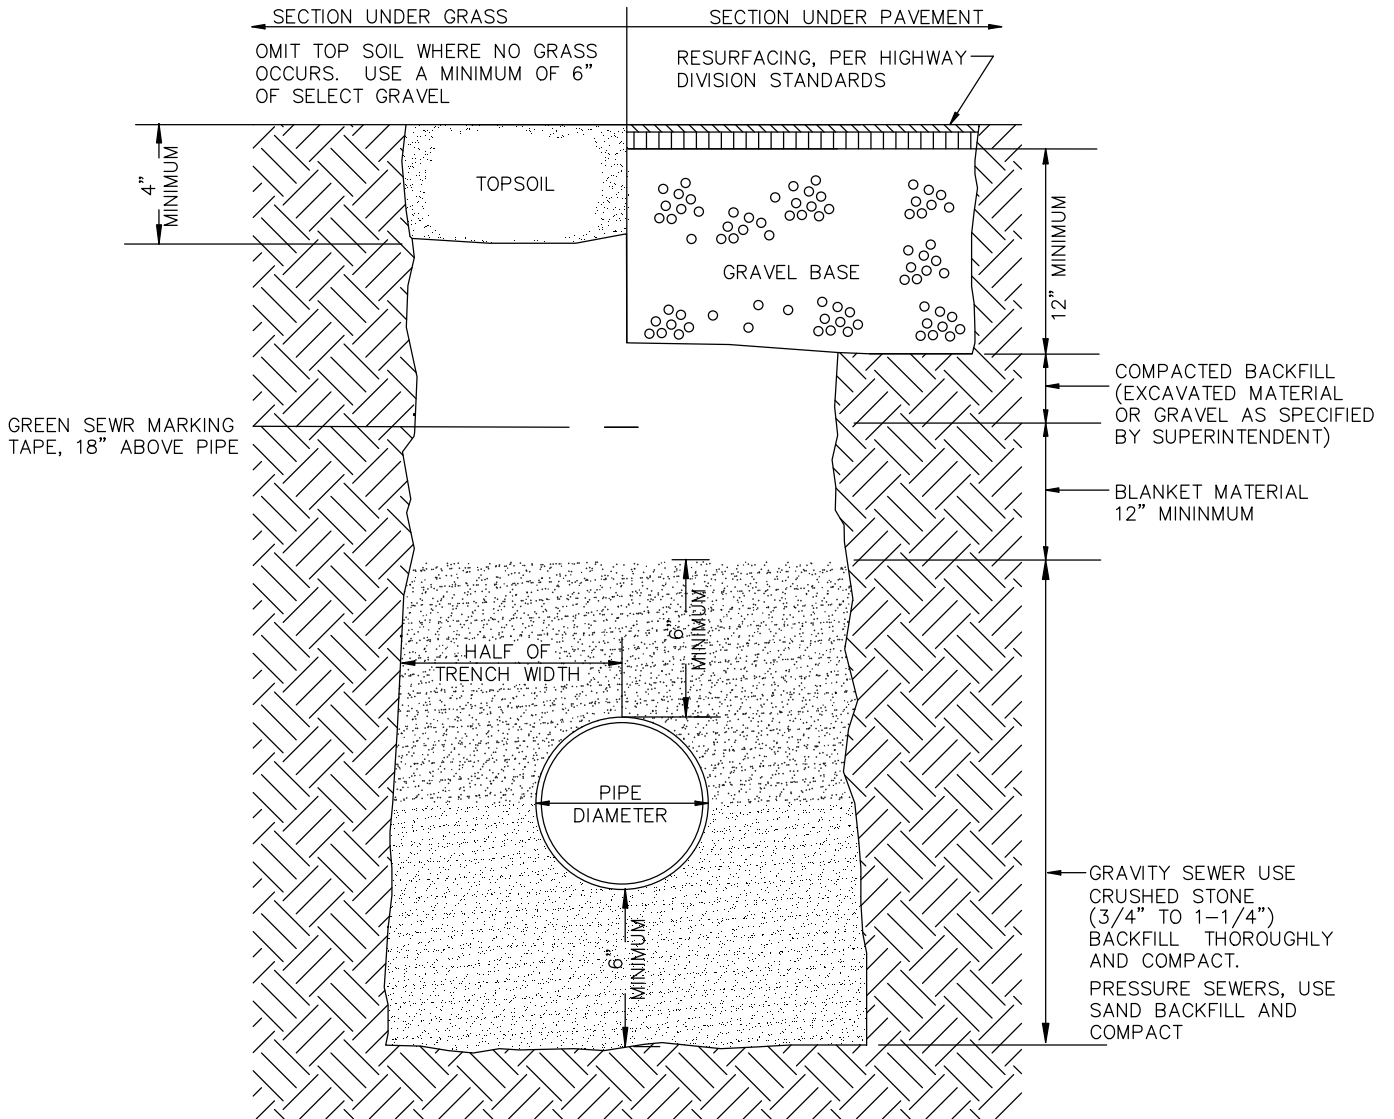 SECTION UNDER GRASS
SECTION UNDER PAVEMENT
OMIT TOP SOIL WHERE NO GRASS
OCCURS. USE A MINIMUM OF 6”
OF SELECT GRAVEL
RESURFACING, PER HIGHWAY
DIVISION STANDARDS
4”
MINIMUM
TOPSOIL
GRAVEL BASE
12” MINIMUM
COMPACTED BACKFILL
(EXCAVATED MATERIAL
OR GRAVEL AS SPECIFIED
BY SUPERINTENDENT)
GREEN SEWR MARKING
TAPE, 18” ABOVE PIPE
BLANKET MATERIAL
12” MININMUM
6”
MINIMUM
HALF OF
TRENCH WIDTH
PIPE
DIAMETER
6”
MINIMUM
GRAVITY SEWER USE
CRUSHED STONE
(3/4” TO 1–1/4”)
BACKFILL THOROUGHLY
AND COMPACT.
PRESSURE SEWERS, USE
SAND BACKFILL AND
COMPACT